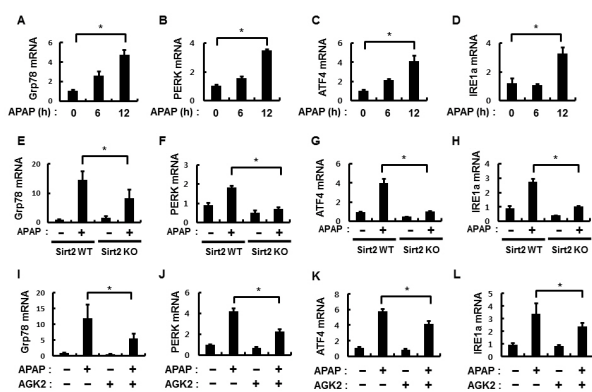 A
Grp78 mRNA
8
6
4
2
0
*
APAP (h) : 0 6 12
B
PERK mRNA
4
2
0
*
APAP (h) : 0 6 12
C
ATF4 mRNA
6
4
2
0
*
APAP (h) : 0 6 12
D
IRE1a mRNA
4
2
0
*
APAP (h) : 0 6 12
E
Grp78 mRNA
20
10
0
*
APAP : – + – +
Sirt2 WT Sirt2 KO
F
PERK mRNA
3
2
1
0
*
APAP : – + – +
Sirt2 WT Sirt2 KO
G
ATF4 mRNA
6
4
2
0
*
APAP : – + – +
Sirt2 WT Sirt2 KO
H
IRE1a mRNA
4
3
2
1
0
*
APAP : – + – +
Sirt2 WT Sirt2 KO
I
Grp78 mRNA
20
15
10
5
0
*
APAP : – + – +
AGK2 : – – + +
J
PERK mRNA
6
4
2
0
*
APAP : – + – +
AGK2 : – – + +
K
ATF4 mRNA
8
6
4
2
0
*
APAP : – + – +
AGK2 : – – + +
L
IRE1a mRNA
5
4
3
2
1
0
*
APAP : – + – +
AGK2 : – – + +